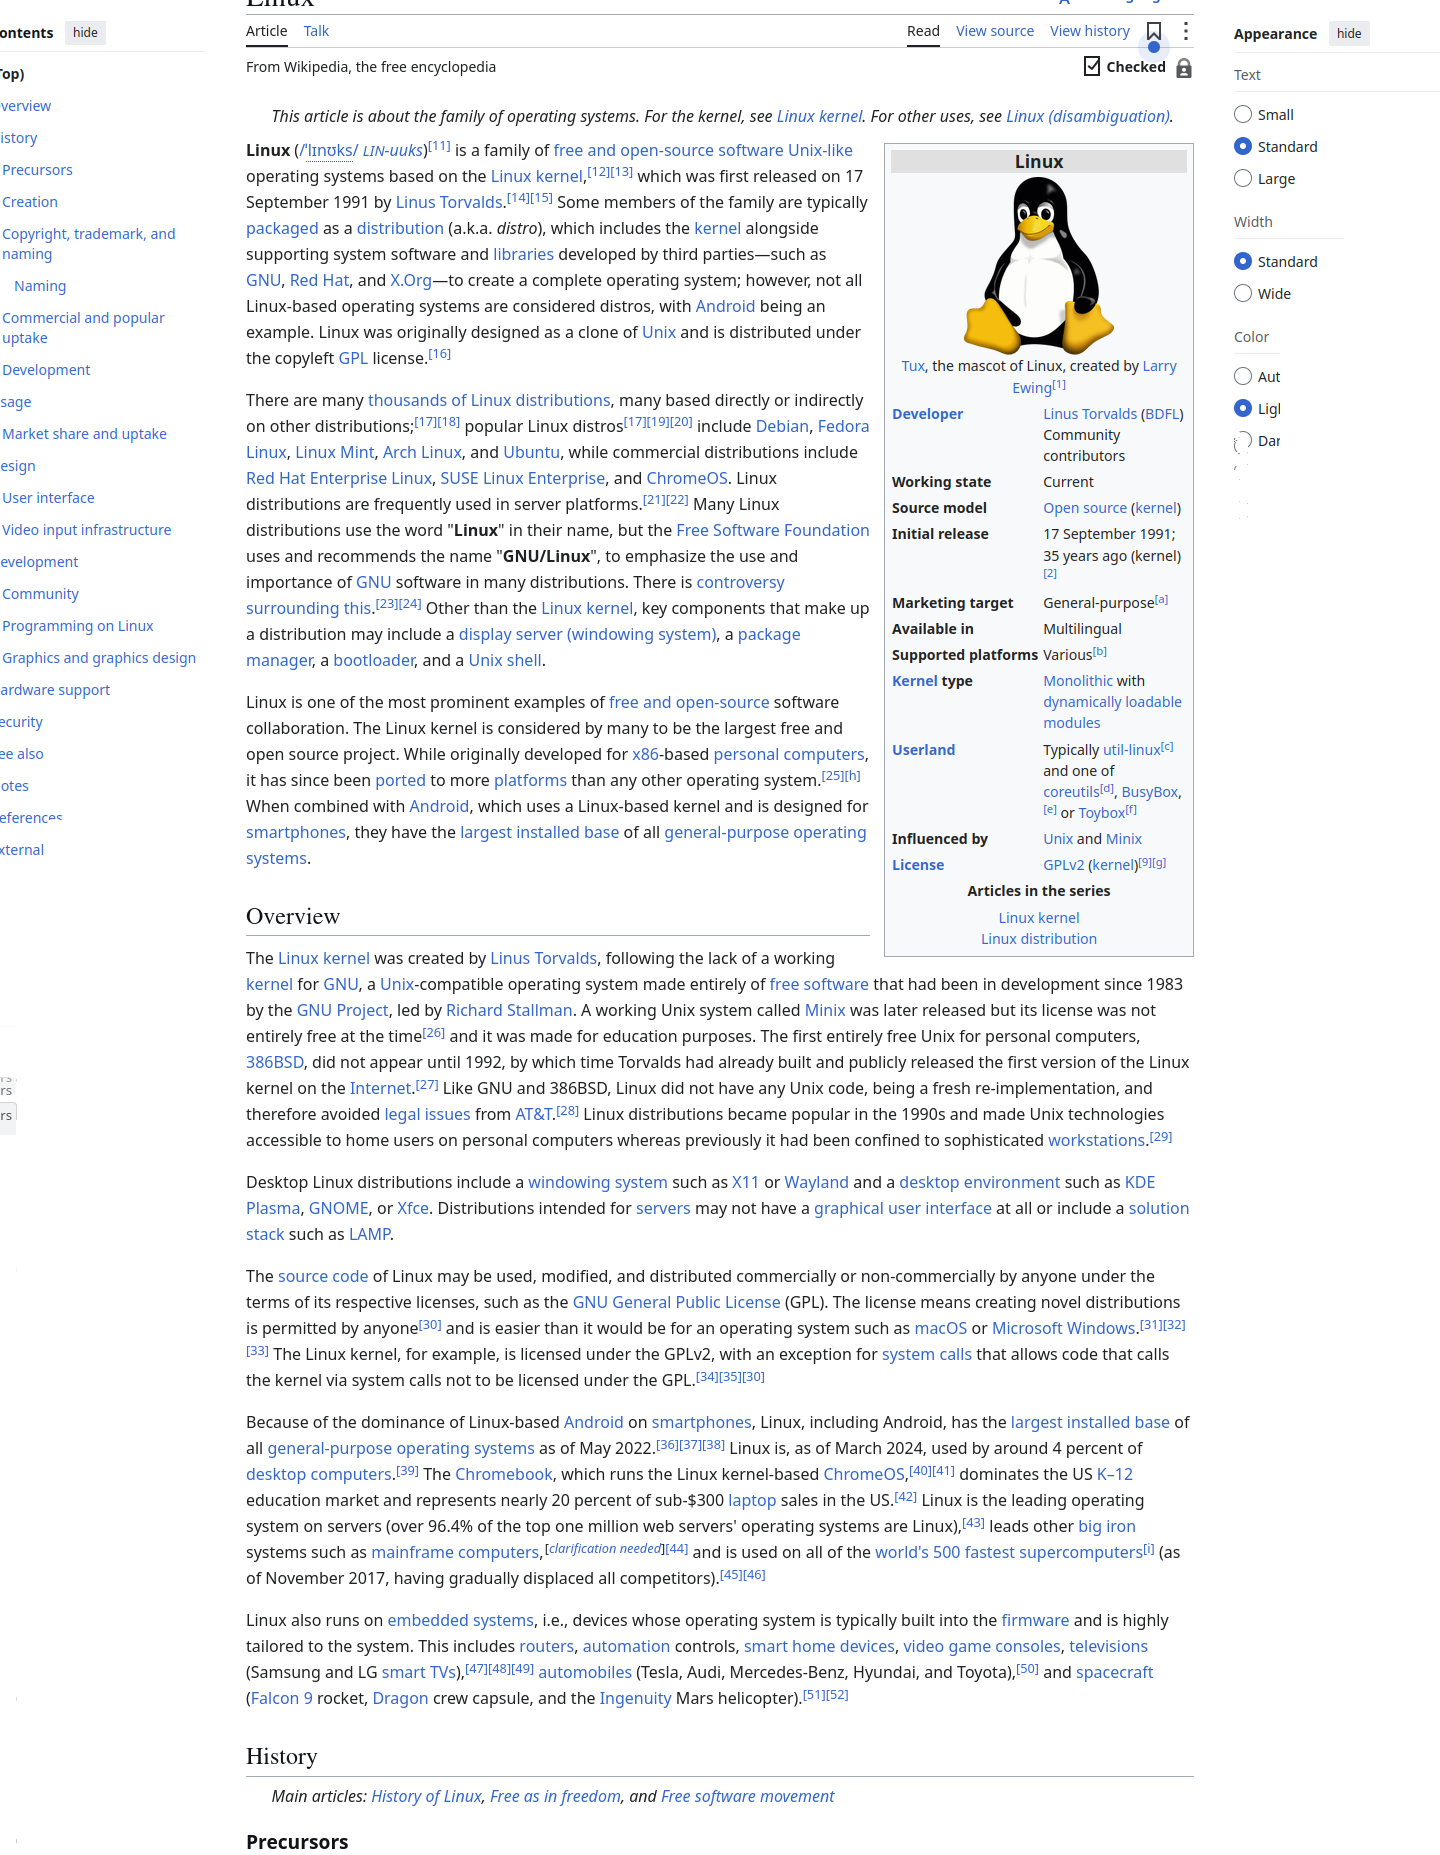 Contents hide
(Top)
Overview
History
Precursors
Creation
Copyright, trademark, and
naming
Naming
Commercial and popular
uptake
Development
Usage
Market share and uptake
Design
User interface
Video input infrastructure
Development
Community
Programming on Linux
Graphics and graphics design
Hardware support
Security
See also
Notes
References
External
Linux
Article Talk Read View source View history
From Wikipedia, the free encyclopedia Checked
This article is about the family of operating systems. For the kernel, see Linux kernel. For other uses, see Linux (disambiguation).
Linux (/ˈlɪnʊks/ LIN-uuks)[11] is a family of free and open-source software Unix-like
operating systems based on the Linux kernel,[12][13] which was first released on 17
September 1991 by Linus Torvalds.[14][15] Some members of the family are typically
packaged as a distribution (a.k.a. distro), which includes the kernel alongside
supporting system software and libraries developed by third parties—such as
GNU, Red Hat, and X.Org—to create a complete operating system; however, not all
Linux-based operating systems are considered distros, with Android being an
example. Linux was originally designed as a clone of Unix and is distributed under
the copyleft GPL license.[16]
There are many thousands of Linux distributions, many based directly or indirectly
on other distributions;[17][18] popular Linux distros[17][19][20] include Debian, Fedora
Linux, Linux Mint, Arch Linux, and Ubuntu, while commercial distributions include
Red Hat Enterprise Linux, SUSE Linux Enterprise, and ChromeOS. Linux
distributions are frequently used in server platforms.[21][22] Many Linux
distributions use the word "Linux" in their name, but the Free Software Foundation
uses and recommends the name "GNU/Linux", to emphasize the use and
importance of GNU software in many distributions. There is controversy
surrounding this.[23][24] Other than the Linux kernel, key components that make up
a distribution may include a display server (windowing system), a package
manager, a bootloader, and a Unix shell.
Linux is one of the most prominent examples of free and open-source software
collaboration. The Linux kernel is considered by many to be the largest free and
open source project. While originally developed for x86-based personal computers,
it has since been ported to more platforms than any other operating system.[25][h]
When combined with Android, which uses a Linux-based kernel and is designed for
smartphones, they have the largest installed base of all general-purpose operating
systems.
Linux
Tux, the mascot of Linux, created by Larry
Ewing[1]
Developer Linus Torvalds (BDFL)
Community
contributors
Working state Current
Source model Open source (kernel)
Initial release 17 September 1991;
35 years ago (kernel)
[2]
Marketing target General-purpose[a]
Available in Multilingual
Supported platforms Various[b]
Kernel type Monolithic with
dynamically loadable
modules
Userland Typically util-linux[c]
and one of
coreutils[d], BusyBox,
[e] or Toybox[f]
Influenced by Unix and Minix
License GPLv2 (kernel)[9][g]
Articles in the series
Linux kernel
Linux distribution
Overview
The Linux kernel was created by Linus Torvalds, following the lack of a working
kernel for GNU, a Unix-compatible operating system made entirely of free software that had been in development since 1983
by the GNU Project, led by Richard Stallman. A working Unix system called Minix was later released but its license was not
entirely free at the time[26] and it was made for education purposes. The first entirely free Unix for personal computers,
386BSD, did not appear until 1992, by which time Torvalds had already built and publicly released the first version of the Linux
kernel on the Internet.[27] Like GNU and 386BSD, Linux did not have any Unix code, being a fresh re-implementation, and
therefore avoided legal issues from AT&T.[28] Linux distributions became popular in the 1990s and made Unix technologies
accessible to home users on personal computers whereas previously it had been confined to sophisticated workstations.[29]
Desktop Linux distributions include a windowing system such as X11 or Wayland and a desktop environment such as KDE
Plasma, GNOME, or Xfce. Distributions intended for servers may not have a graphical user interface at all or include a solution
stack such as LAMP.
The source code of Linux may be used, modified, and distributed commercially or non-commercially by anyone under the
terms of its respective licenses, such as the GNU General Public License (GPL). The license means creating novel distributions
is permitted by anyone[30] and is easier than it would be for an operating system such as macOS or Microsoft Windows.[31][32]
[33] The Linux kernel, for example, is licensed under the GPLv2, with an exception for system calls that allows code that calls
the kernel via system calls not to be licensed under the GPL.[34][35][30]
Because of the dominance of Linux-based Android on smartphones, Linux, including Android, has the largest installed base of
all general-purpose operating systems as of May 2022.[36][37][38] Linux is, as of March 2024, used by around 4 percent of
desktop computers.[39] The Chromebook, which runs the Linux kernel-based ChromeOS,[40][41] dominates the US K–12
education market and represents nearly 20 percent of sub-$300 laptop sales in the US.[42] Linux is the leading operating
system on servers (over 96.4% of the top one million web servers' operating systems are Linux),[43] leads other big iron
systems such as mainframe computers,[clarification needed][44] and is used on all of the world's 500 fastest supercomputers[i] (as
of November 2017, having gradually displaced all competitors).[45][46]
Linux also runs on embedded systems, i.e., devices whose operating system is typically built into the firmware and is highly
tailored to the system. This includes routers, automation controls, smart home devices, video game consoles, televisions
(Samsung and LG smart TVs),[47][48][49] automobiles (Tesla, Audi, Mercedes-Benz, Hyundai, and Toyota),[50] and spacecraft
(Falcon 9 rocket, Dragon crew capsule, and the Ingenuity Mars helicopter).[51][52]
History
Main articles: History of Linux, Free as in freedom, and Free software movement
Precursors
Appearance hide
Text
Small
Standard
Large
Width
Standard
Wide
Color
Aut
Ligl
Dar